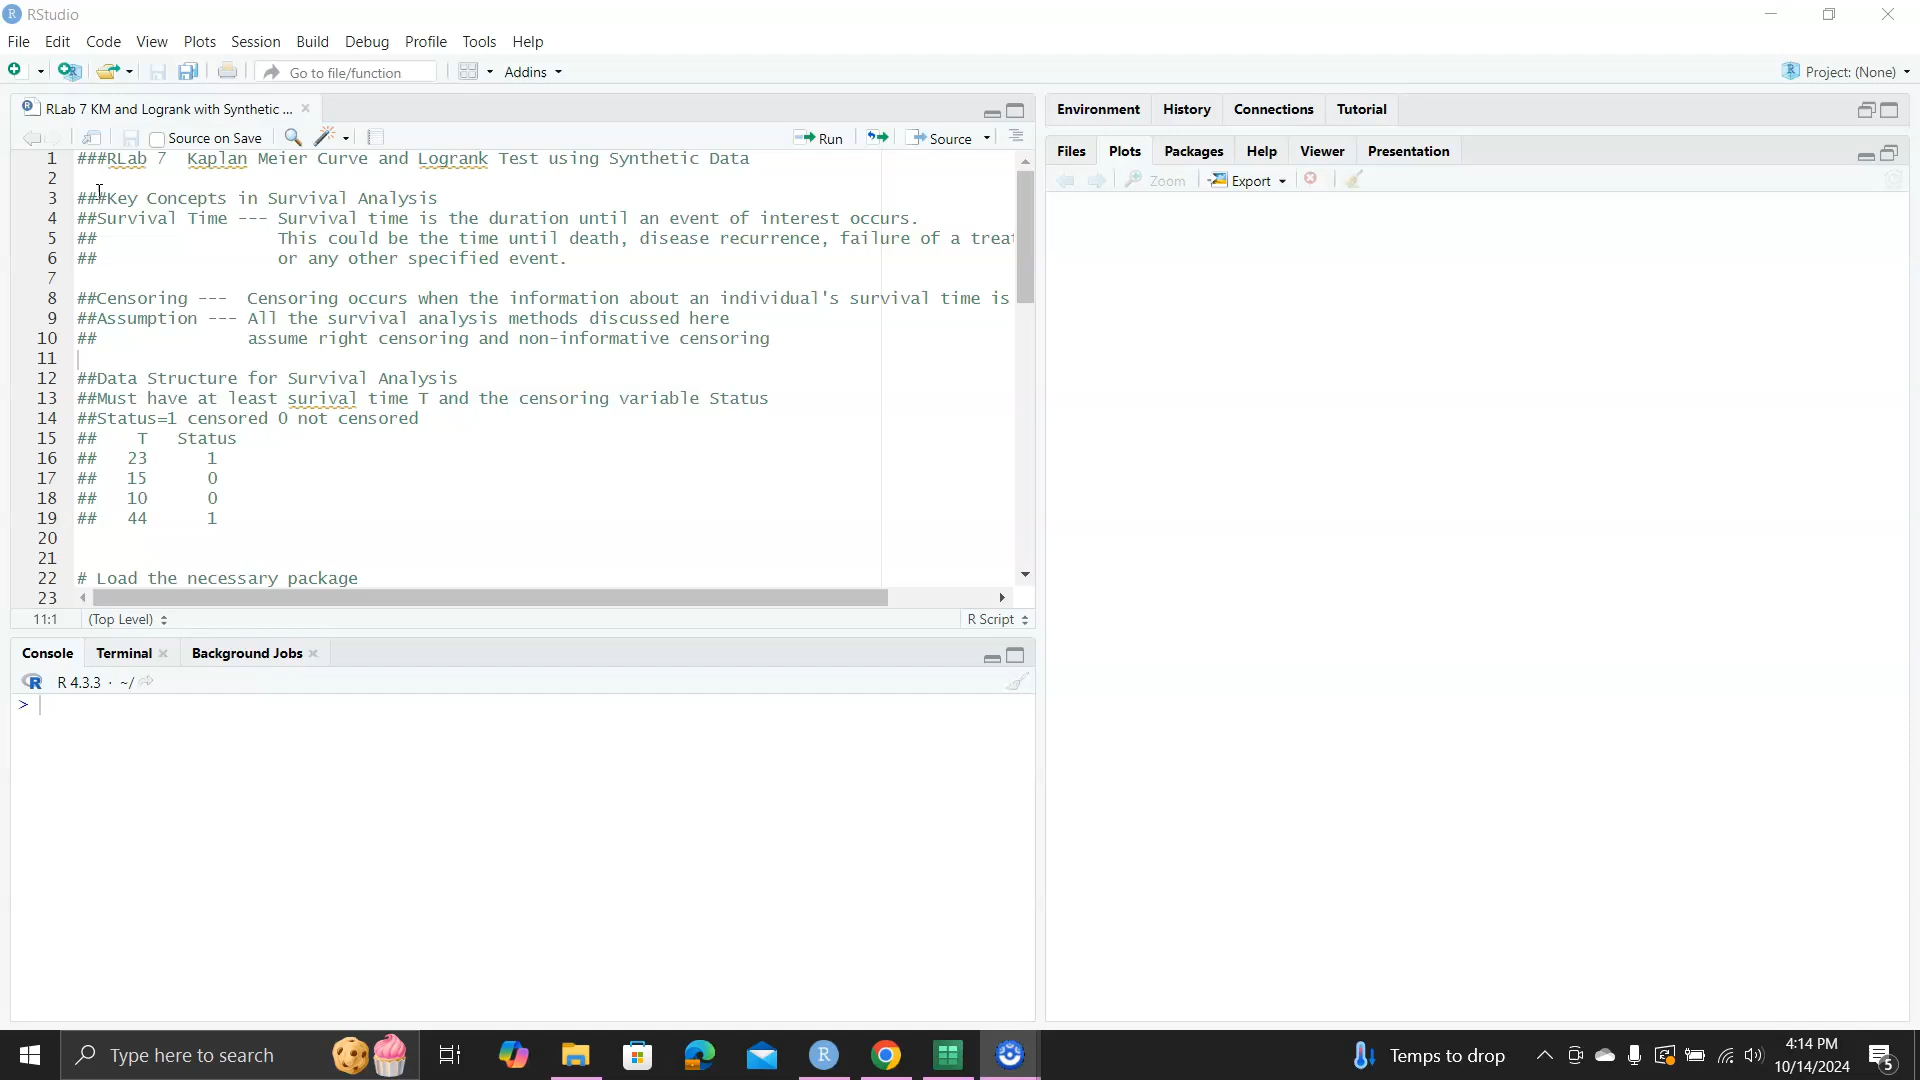 RStudio
File Edit Code View Plots Session Build Debug Profile Tools Help
Go to file/function Addins Project: (None)
RLab 7 KM and Logrank with Synthetic ...
Source on Save Run Source
1 ###RLab 7 Kaplan Meier Curve and Logrank Test using Synthetic Data
2
3 ###Key Concepts in Survival Analysis
4 ##Survival Time --- Survival time is the duration until an event of interest occurs.
5 ## This could be the time until death, disease recurrence, failure of a trea
6 ## or any other specified event.
7
8 ##Censoring --- Censoring occurs when the information about an individual's survival time is
9 ##Assumption --- All the survival analysis methods discussed here
10 ## assume right censoring and non-informative censoring
11
12 ##Data Structure for Survival Analysis
13 ##Must have at least surival time T and the censoring variable Status
14 ##Status=1 censored 0 not censored
15 ## T Status
16 ## 23 1
17 ## 15 0
18 ## 10 0
19 ## 44 1
20
21
22 # Load the necessary package
23
11:1 (Top Level) R Script
Console Terminal Background Jobs
R 4.3.3 · ~/
>
Environment History Connections Tutorial
Files Plots Packages Help Viewer Presentation
Zoom Export
Type here to search
Temps to drop
4:14 PM
10/14/2024
5